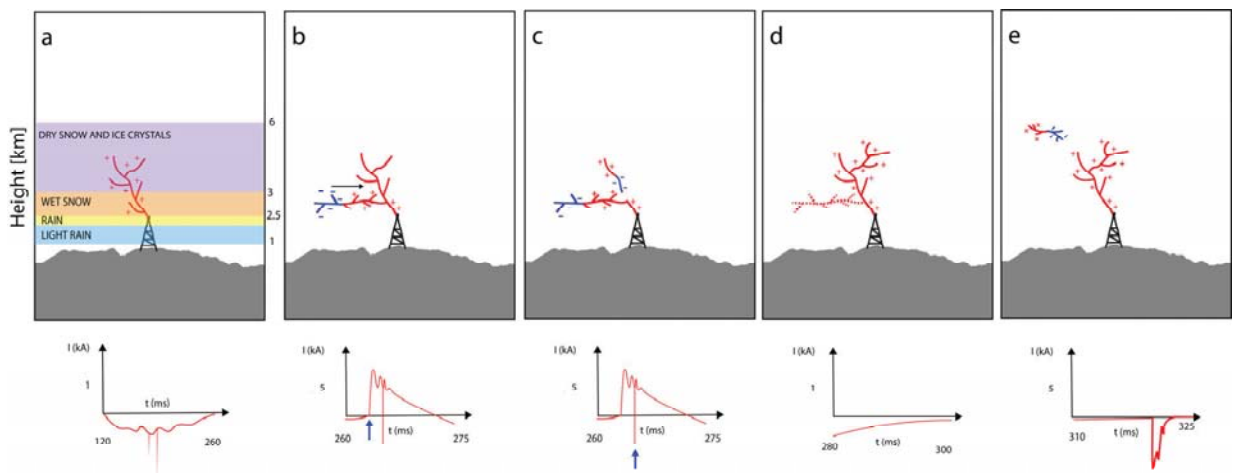 a
b
c
d
e
Height [km]
DRY SNOW AND ICE CRYSTALS
WET SNOW
RAIN
LIGHT RAIN
6
3
2.5
1
I (kA)
1
t (ms)
120
260
I (kA)
5
t (ms)
260
275
I (kA)
5
t (ms)
260
275
I (kA)
1
t (ms)
280
300
I (kA)
5
t (ms)
310
325